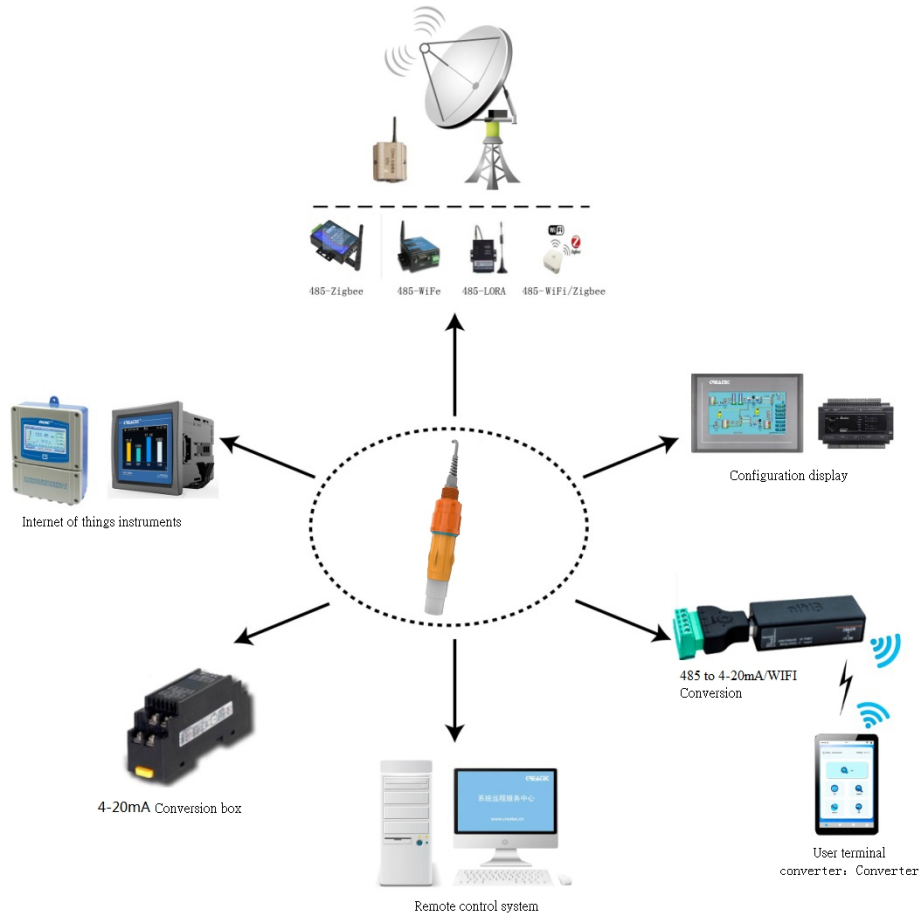 485-Zigbee
485-WiFe
485-LORA
485-WiFi/Zigbee
WiFi
Configuration display
Internet of things instruments
485 to 4-20mA/WIFI
Conversion
4-20mA Conversion box
系统远程服务中心
User terminal
converter：Converter
Remote control system